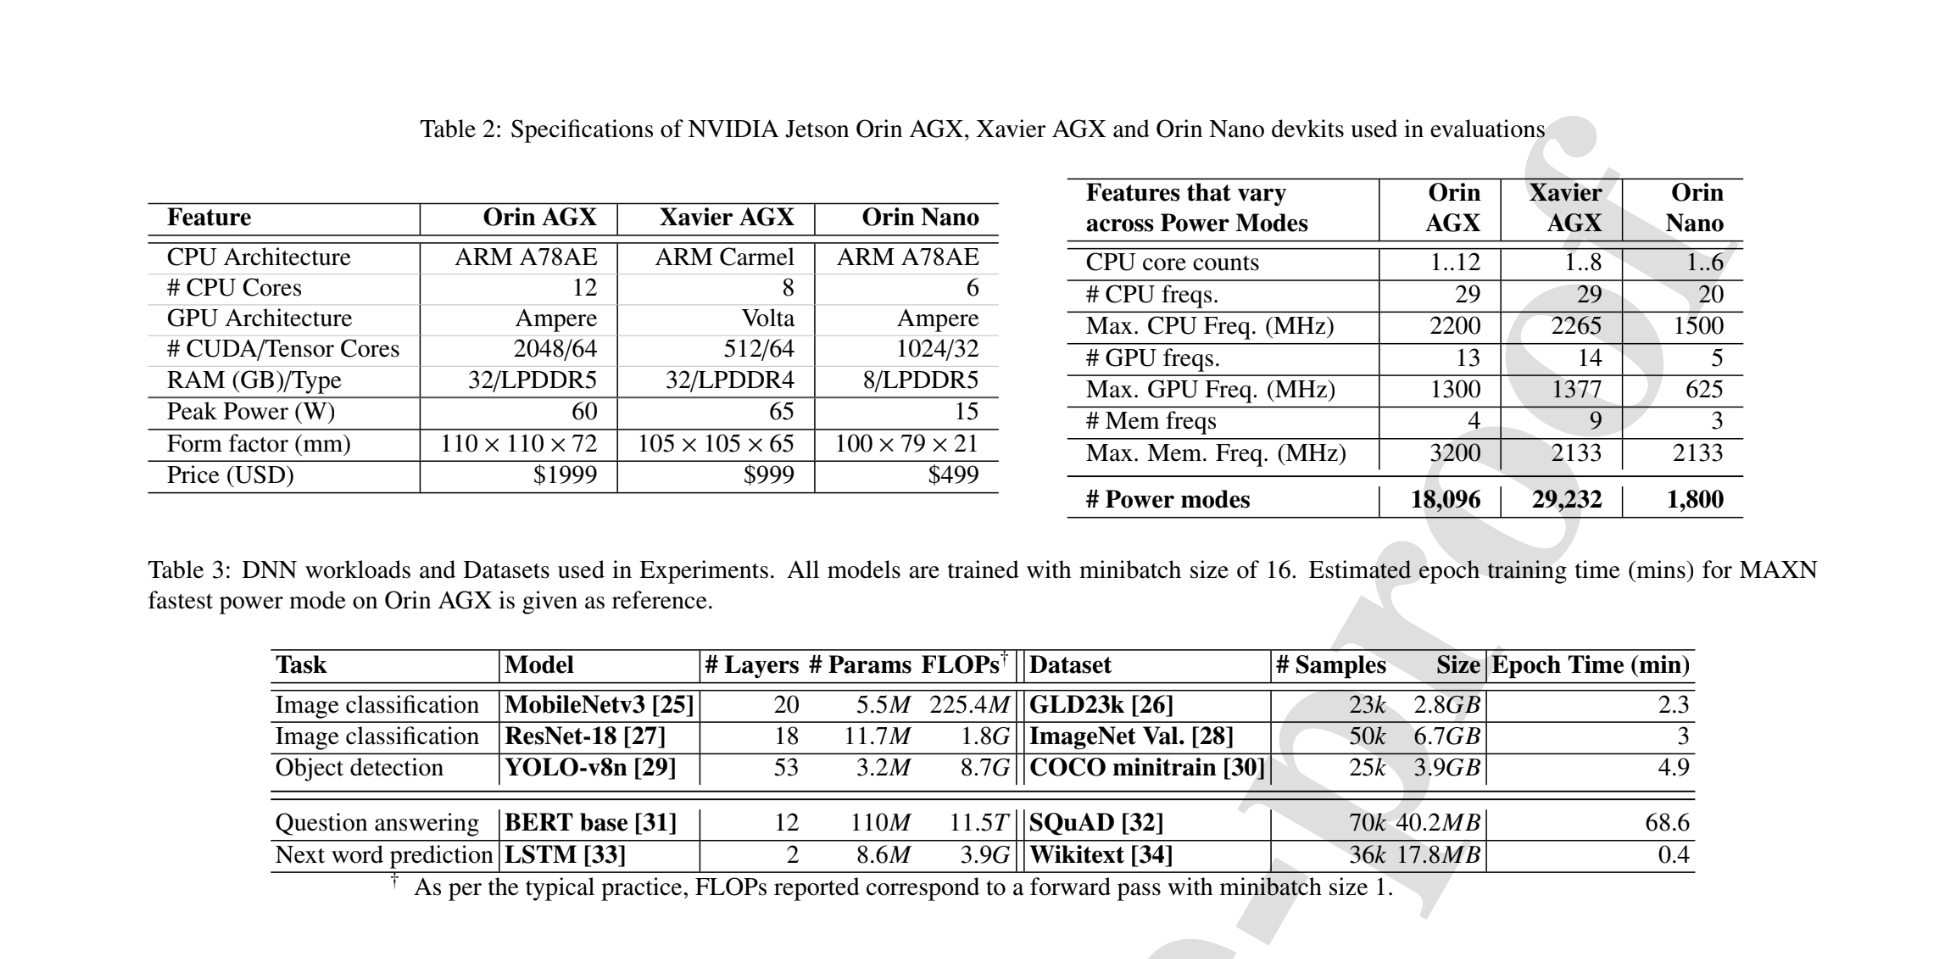 Table 2: Specifications of NVIDIA Jetson Orin AGX, Xavier AGX and Orin Nano devkits used in evaluations
Feature Orin AGX Xavier AGX Orin Nano
CPU Architecture ARM A78AE ARM Carmel ARM A78AE
# CPU Cores 12 8 6
GPU Architecture Ampere Volta Ampere
# CUDA/Tensor Cores 2048/64 512/64 1024/32
RAM (GB)/Type 32/LPDDR5 32/LPDDR4 8/LPDDR5
Peak Power (W) 60 65 15
Form factor (mm) 110 × 110 × 72 105 × 105 × 65 100 × 79 × 21
Price (USD) $1999 $999 $499
Features that vary Orin Xavier Orin
across Power Modes AGX AGX Nano
CPU core counts 1..12 1..8 1..6
# CPU freqs. 29 29 20
Max. CPU Freq. (MHz) 2200 2265 1500
# GPU freqs. 13 14 5
Max. GPU Freq. (MHz) 1300 1377 625
# Mem freqs 4 9 3
Max. Mem. Freq. (MHz) 3200 2133 2133
# Power modes 18,096 29,232 1,800
Table 3: DNN workloads and Datasets used in Experiments. All models are trained with minibatch size of 16. Estimated epoch training time (mins) for MAXN
fastest power mode on Orin AGX is given as reference.
Task Model # Layers # Params FLOPs† Dataset # Samples Size Epoch Time (min)
Image classification MobileNetv3 [25] 20 5.5M 225.4M GLD23k [26] 23k 2.8GB 2.3
Image classification ResNet-18 [27] 18 11.7M 1.8G ImageNet Val. [28] 50k 6.7GB 3
Object detection YOLO-v8n [29] 53 3.2M 8.7G COCO minitrain [30] 25k 3.9GB 4.9
Question answering BERT base [31] 12 110M 11.5T SQuAD [32] 70k 40.2MB 68.6
Next word prediction LSTM [33] 2 8.6M 3.9G Wikitext [34] 36k 17.8MB 0.4
† As per the typical practice, FLOPs reported correspond to a forward pass with minibatch size 1.
-proof